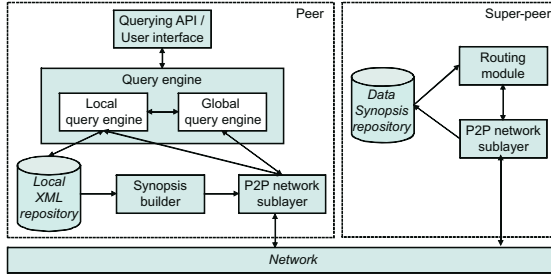 Querying API /
User interface
Peer
Query engine
Local
query engine
Global
query engine
Local
XML
repository
Synopsis
builder
P2P network
sublayer
Super-peer
Routing
module
Data
Synopsis
repository
P2P network
sublayer
Network